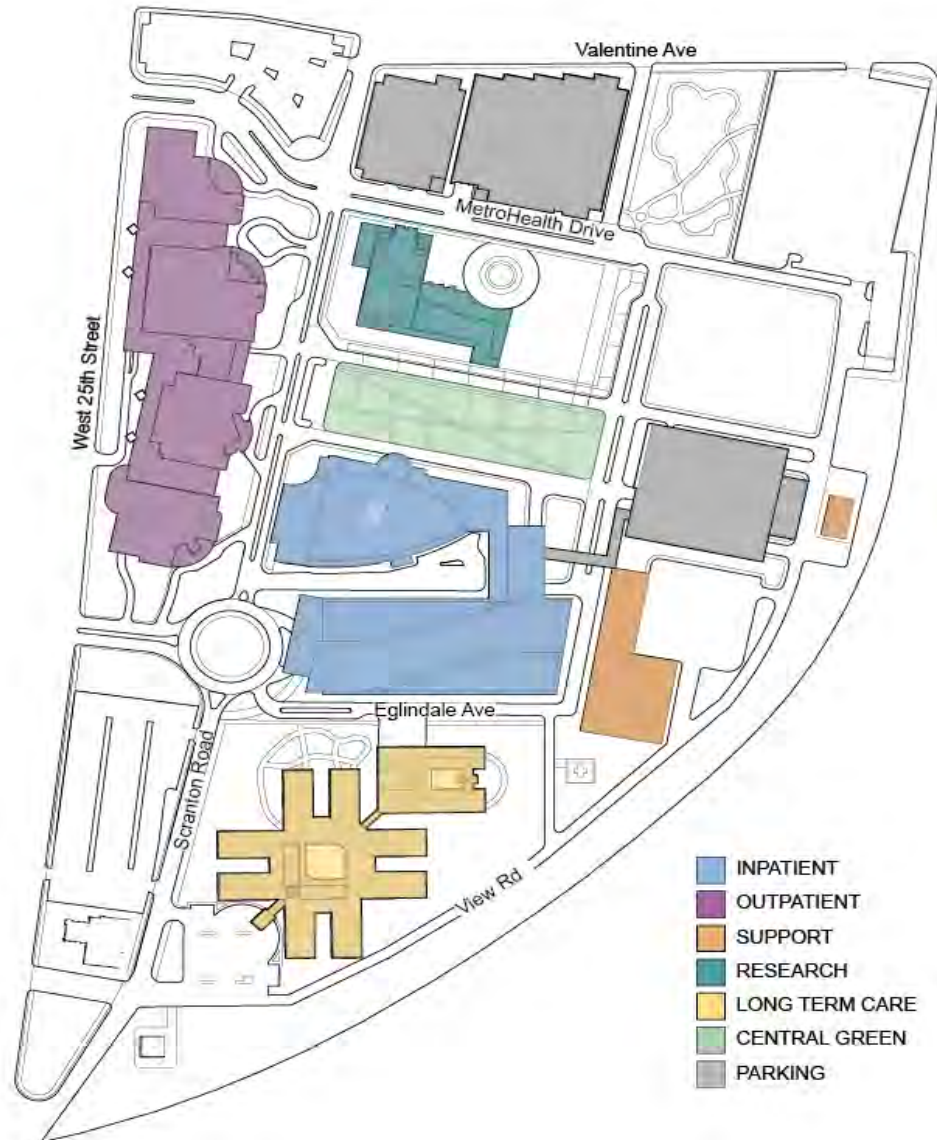 Valentine Ave
MetroHealth Drive
West 25th Street
Eglindale Ave
Scranton Road
View Rd
INPATIENT
OUTPATIENT
SUPPORT
RESEARCH
LONG TERM CARE
CENTRAL GREEN
PARKING